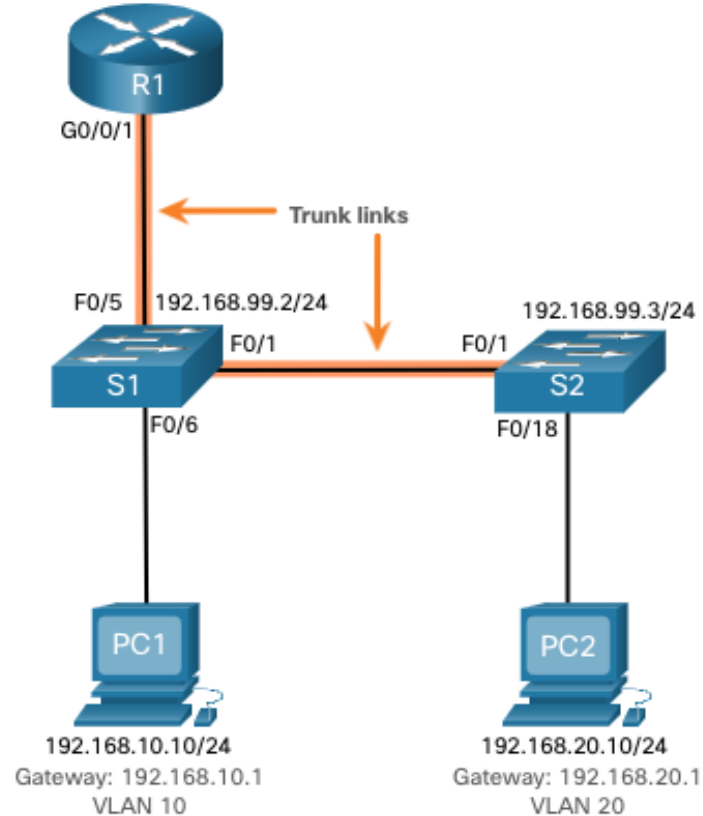 R1
G0/0/1
Trunk links
F0/5
192.168.99.2/24
192.168.99.3/24
F0/1
F0/1
S1
S2
F0/6
F0/18
PC1
PC2
192.168.10.10/24
Gateway: 192.168.10.1
VLAN 10
192.168.20.10/24
Gateway: 192.168.20.1
VLAN 20